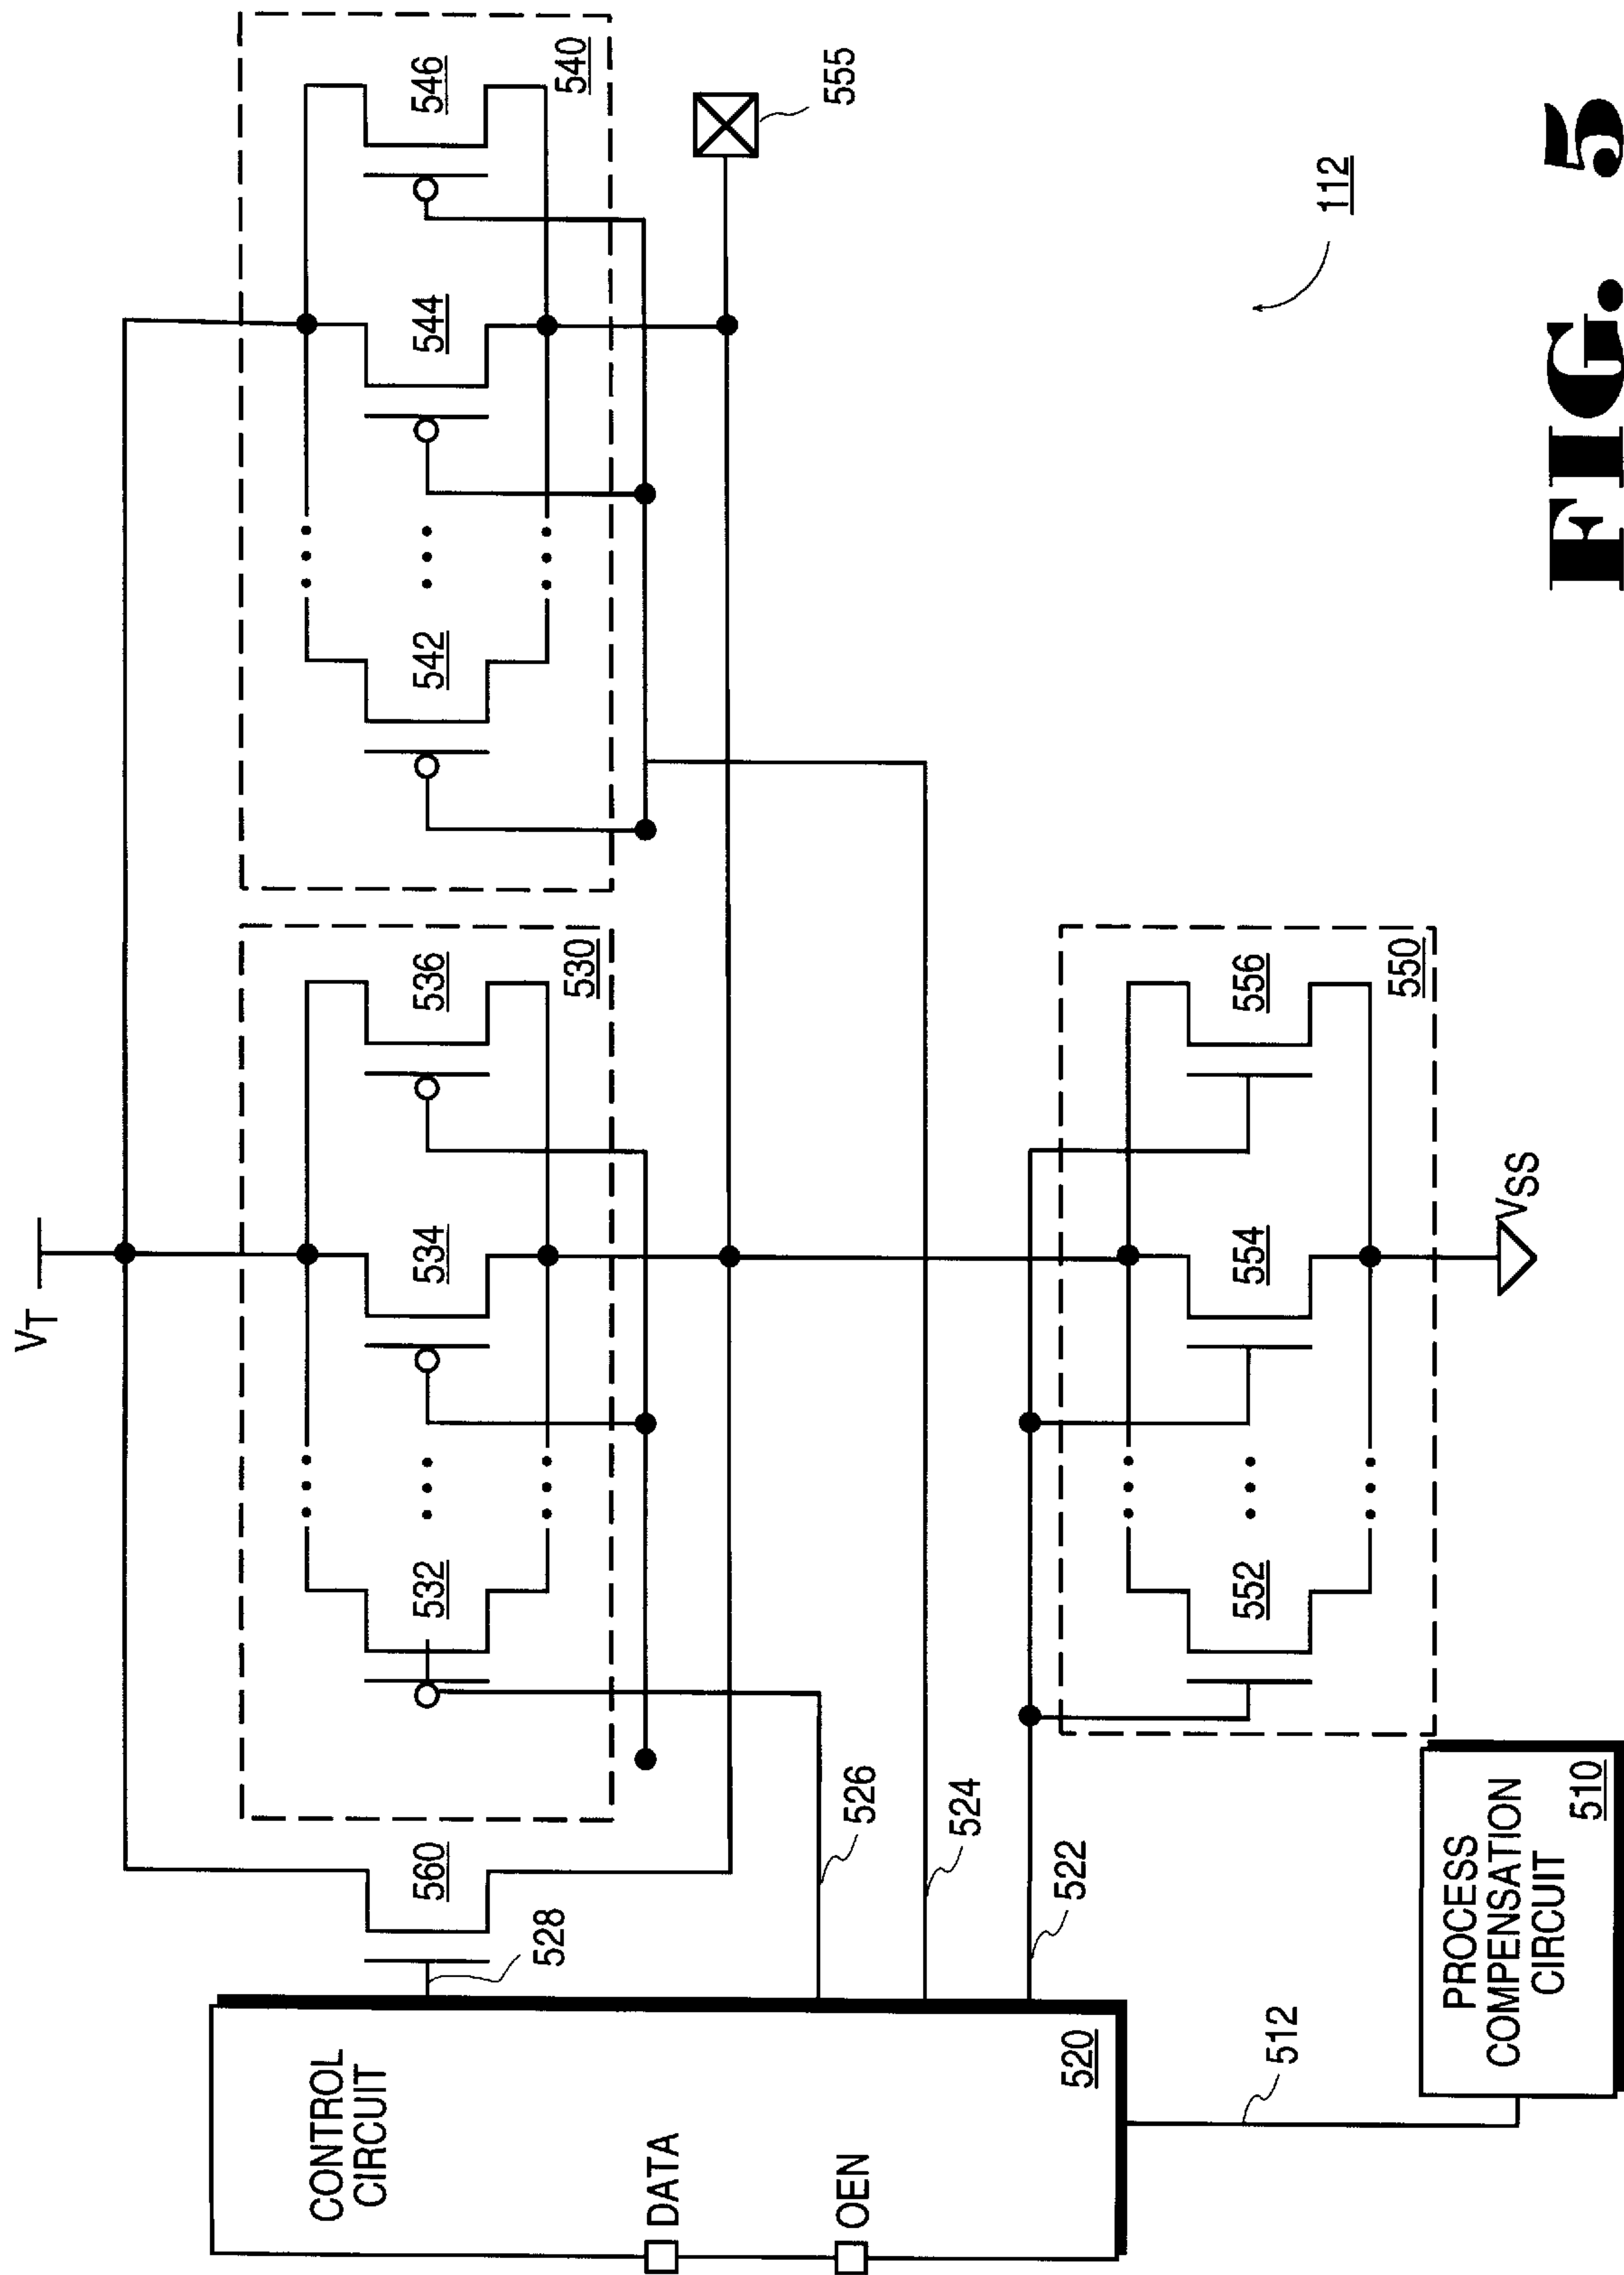 VT
CONTROL
CIRCUIT
DATA
OEN
520
528
560
532
534
536
530
542
544
546
540
555
526
524
522
512
552
554
556
550
VSS
PROCESS
COMPENSATION
CIRCUIT
510
112
FIG. 5